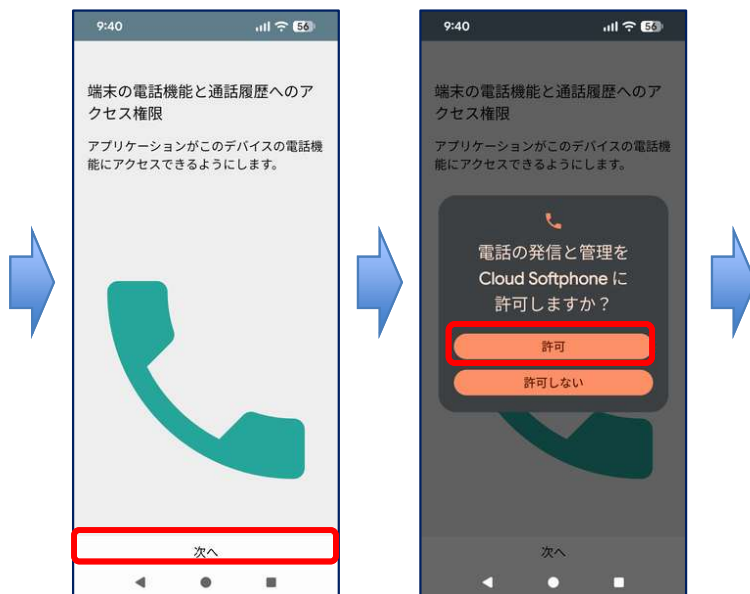 9:40
56
端末の電話機能と通話履歴へのア
クセス権限
アプリケーションがこのデバイスの電話機
能にアクセスできるようにします。
次へ
9:40
56
端末の電話機能と通話履歴へのア
クセス権限
アプリケーションがこのデバイスの電話機
能にアクセスできるようにします。
電話の発信と管理を
Cloud Softphone に
許可しますか？
許可
許可しない
次へ